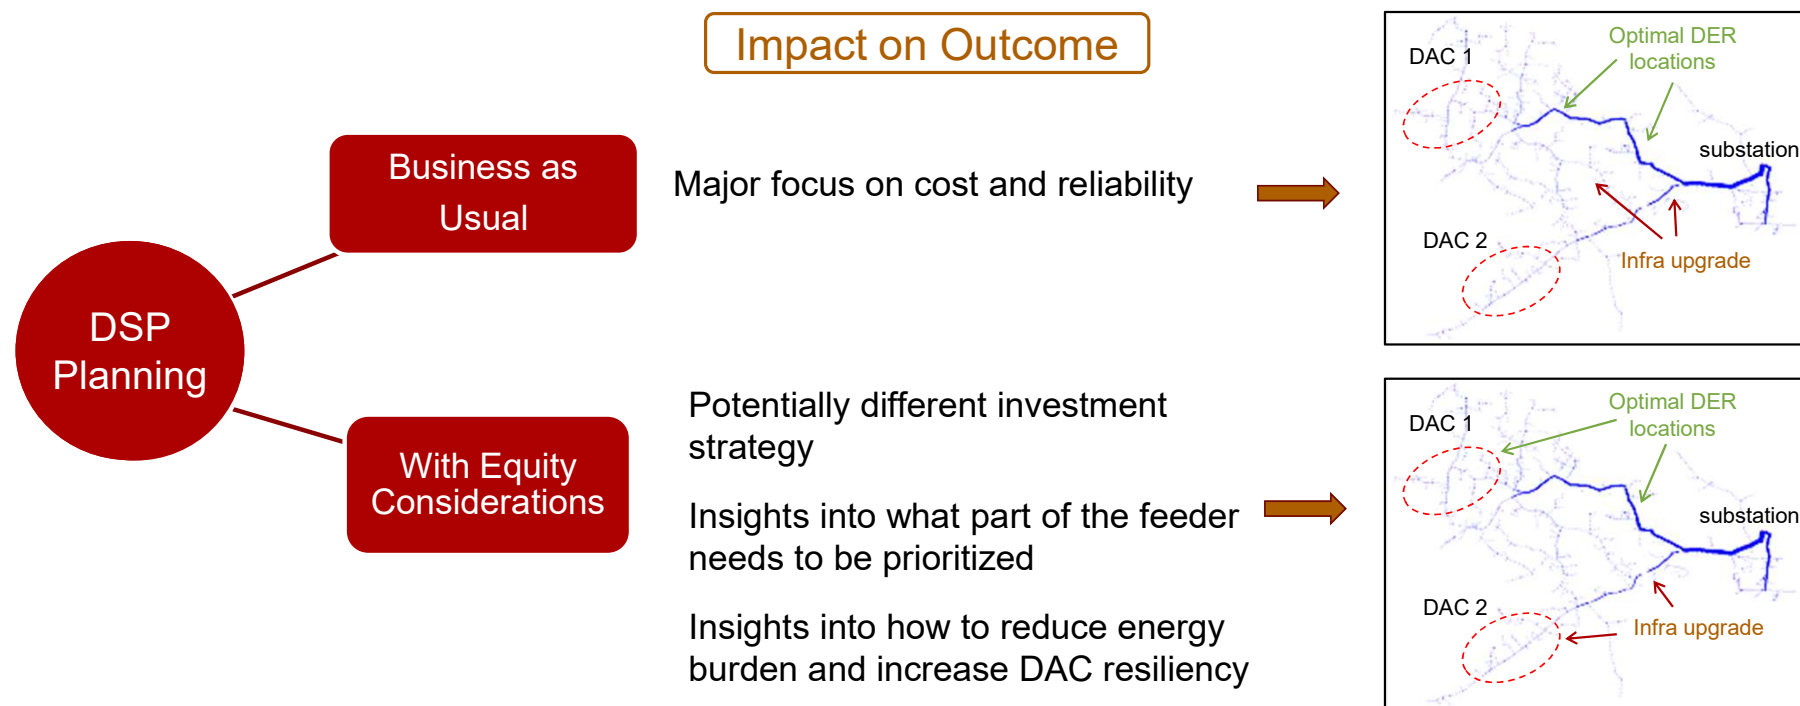 Impact on Outcome
DSP
Planning
Business as
Usual
Major focus on cost and reliability
DAC 1
Optimal DER
locations
substation
DAC 2
Infra upgrade
With Equity
Considerations
Potentially different investment
strategy
Insights into what part of the feeder
needs to be prioritized
Insights into how to reduce energy
burden and increase DAC resiliency
DAC 1
Optimal DER
locations
substation
DAC 2
Infra upgrade